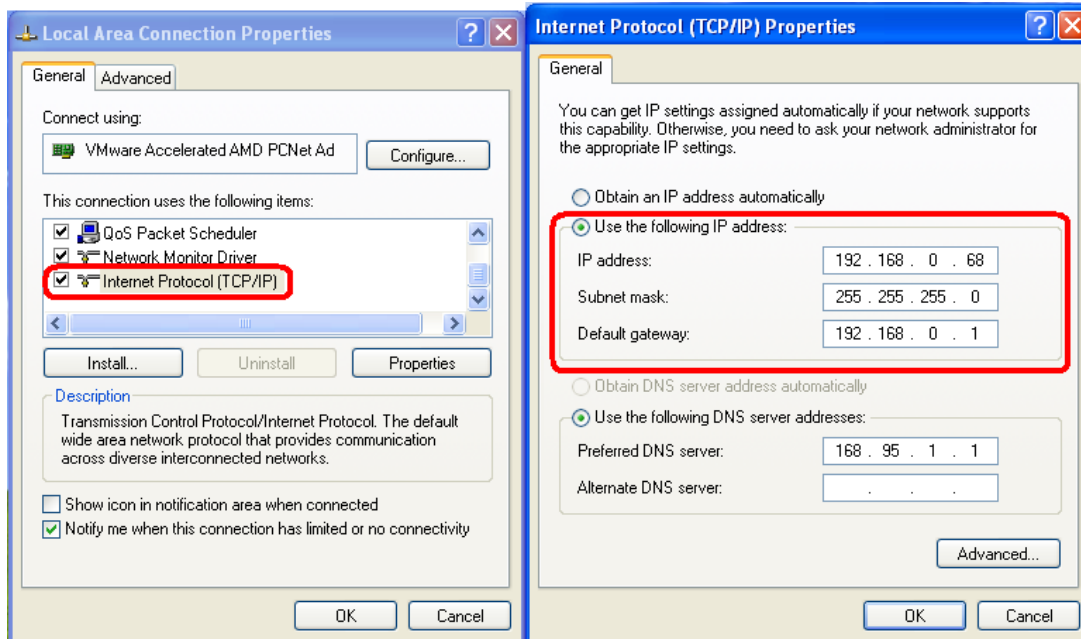 Local Area Connection Properties
General
Advanced
Connect using:
VMware Accelerated AMD PCNet Ad
Configure...
This connection uses the following items:
QoS Packet Scheduler
Network Monitor Driver
Internet Protocol (TCP/IP)
Install...
Uninstall
Properties
Description
Transmission Control Protocol/Internet Protocol. The default
wide area network protocol that provides communication
across diverse interconnected networks.
Show icon in notification area when connected
Notify me when this connection has limited or no connectivity
OK
Cancel
Internet Protocol (TCP/IP) Properties
General
You can get IP settings assigned automatically if your network supports
this capability. Otherwise, you need to ask your network administrator for
the appropriate IP settings.
Obtain an IP address automatically
Use the following IP address:
IP address: 192 . 168 . 0 . 68
Subnet mask: 255 . 255 . 255 . 0
Default gateway: 192 . 168 . 0 . 1
Obtain DNS server address automatically
Use the following DNS server addresses:
Preferred DNS server: 168 . 95 . 1 . 1
Alternate DNS server: . . .
Advanced...
OK
Cancel